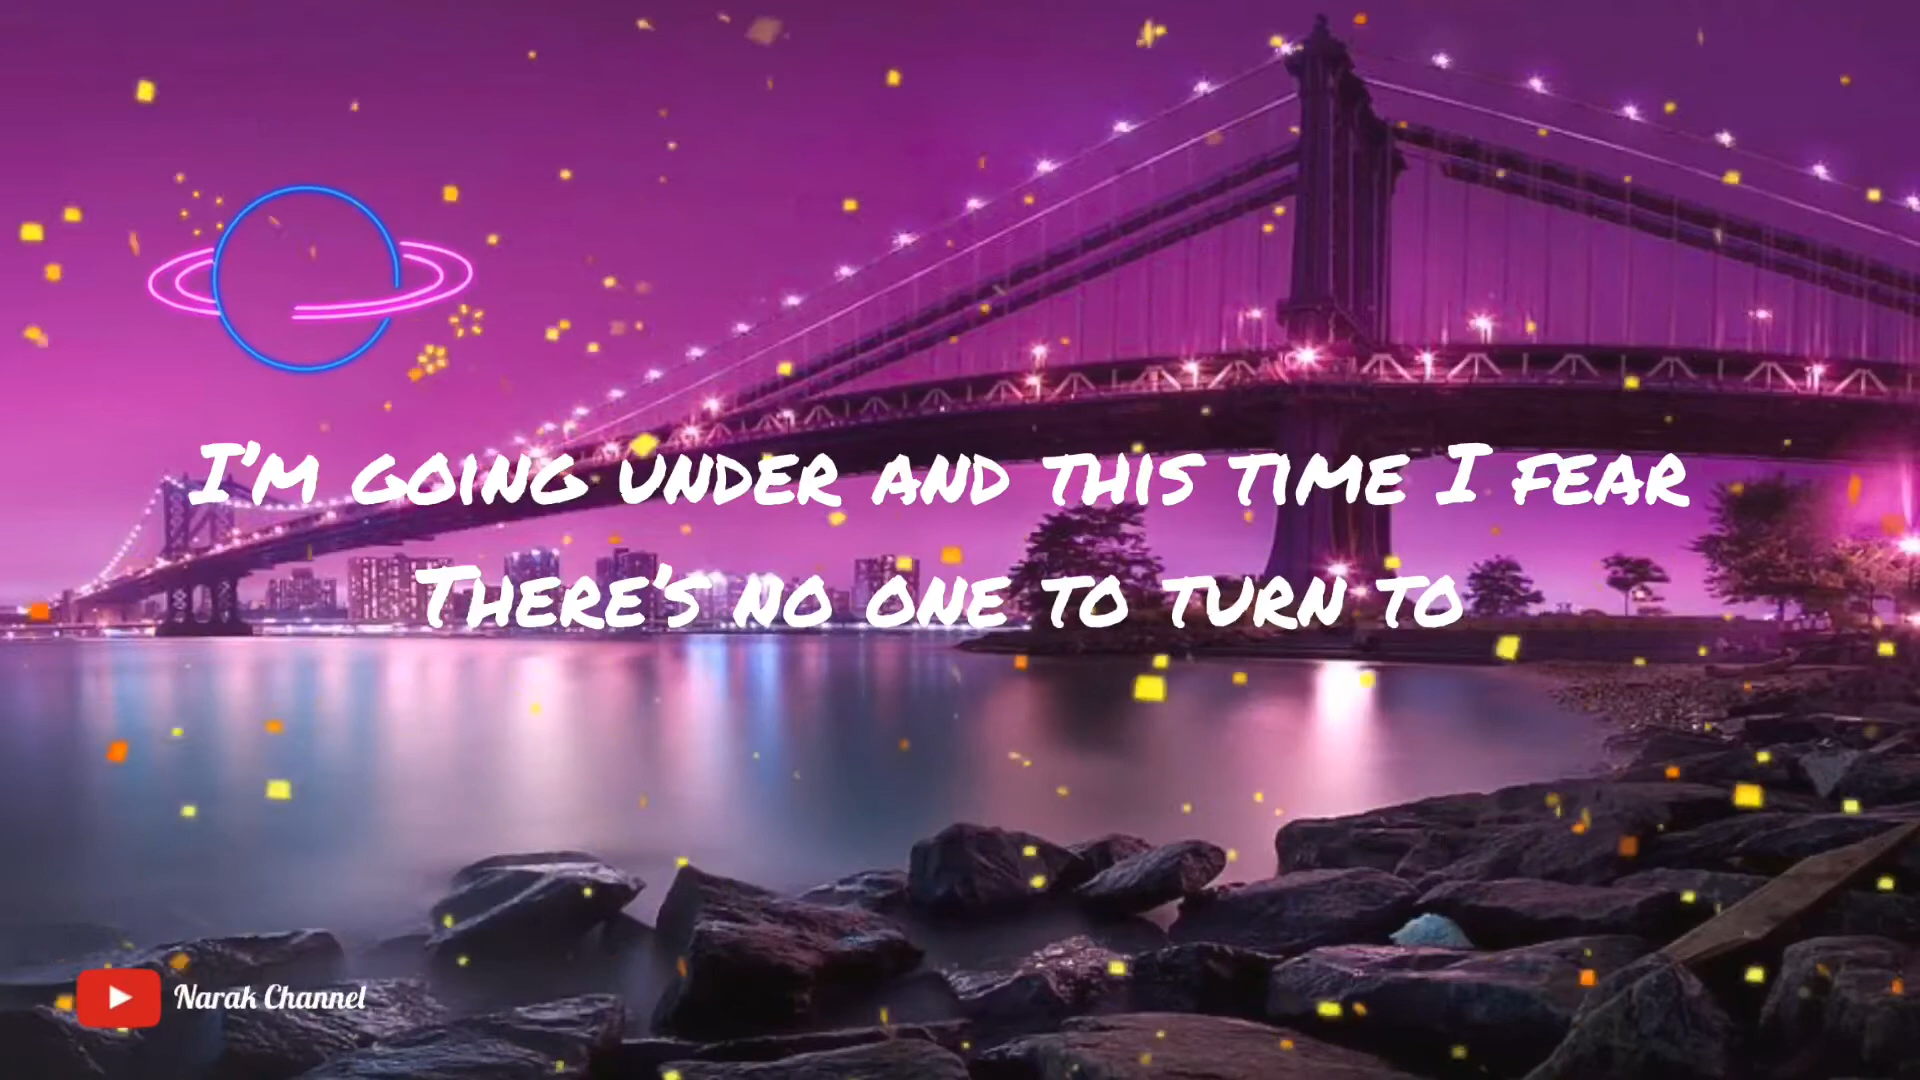 I'm going under and this time I fear
There's no one to turn to
Narak Channel